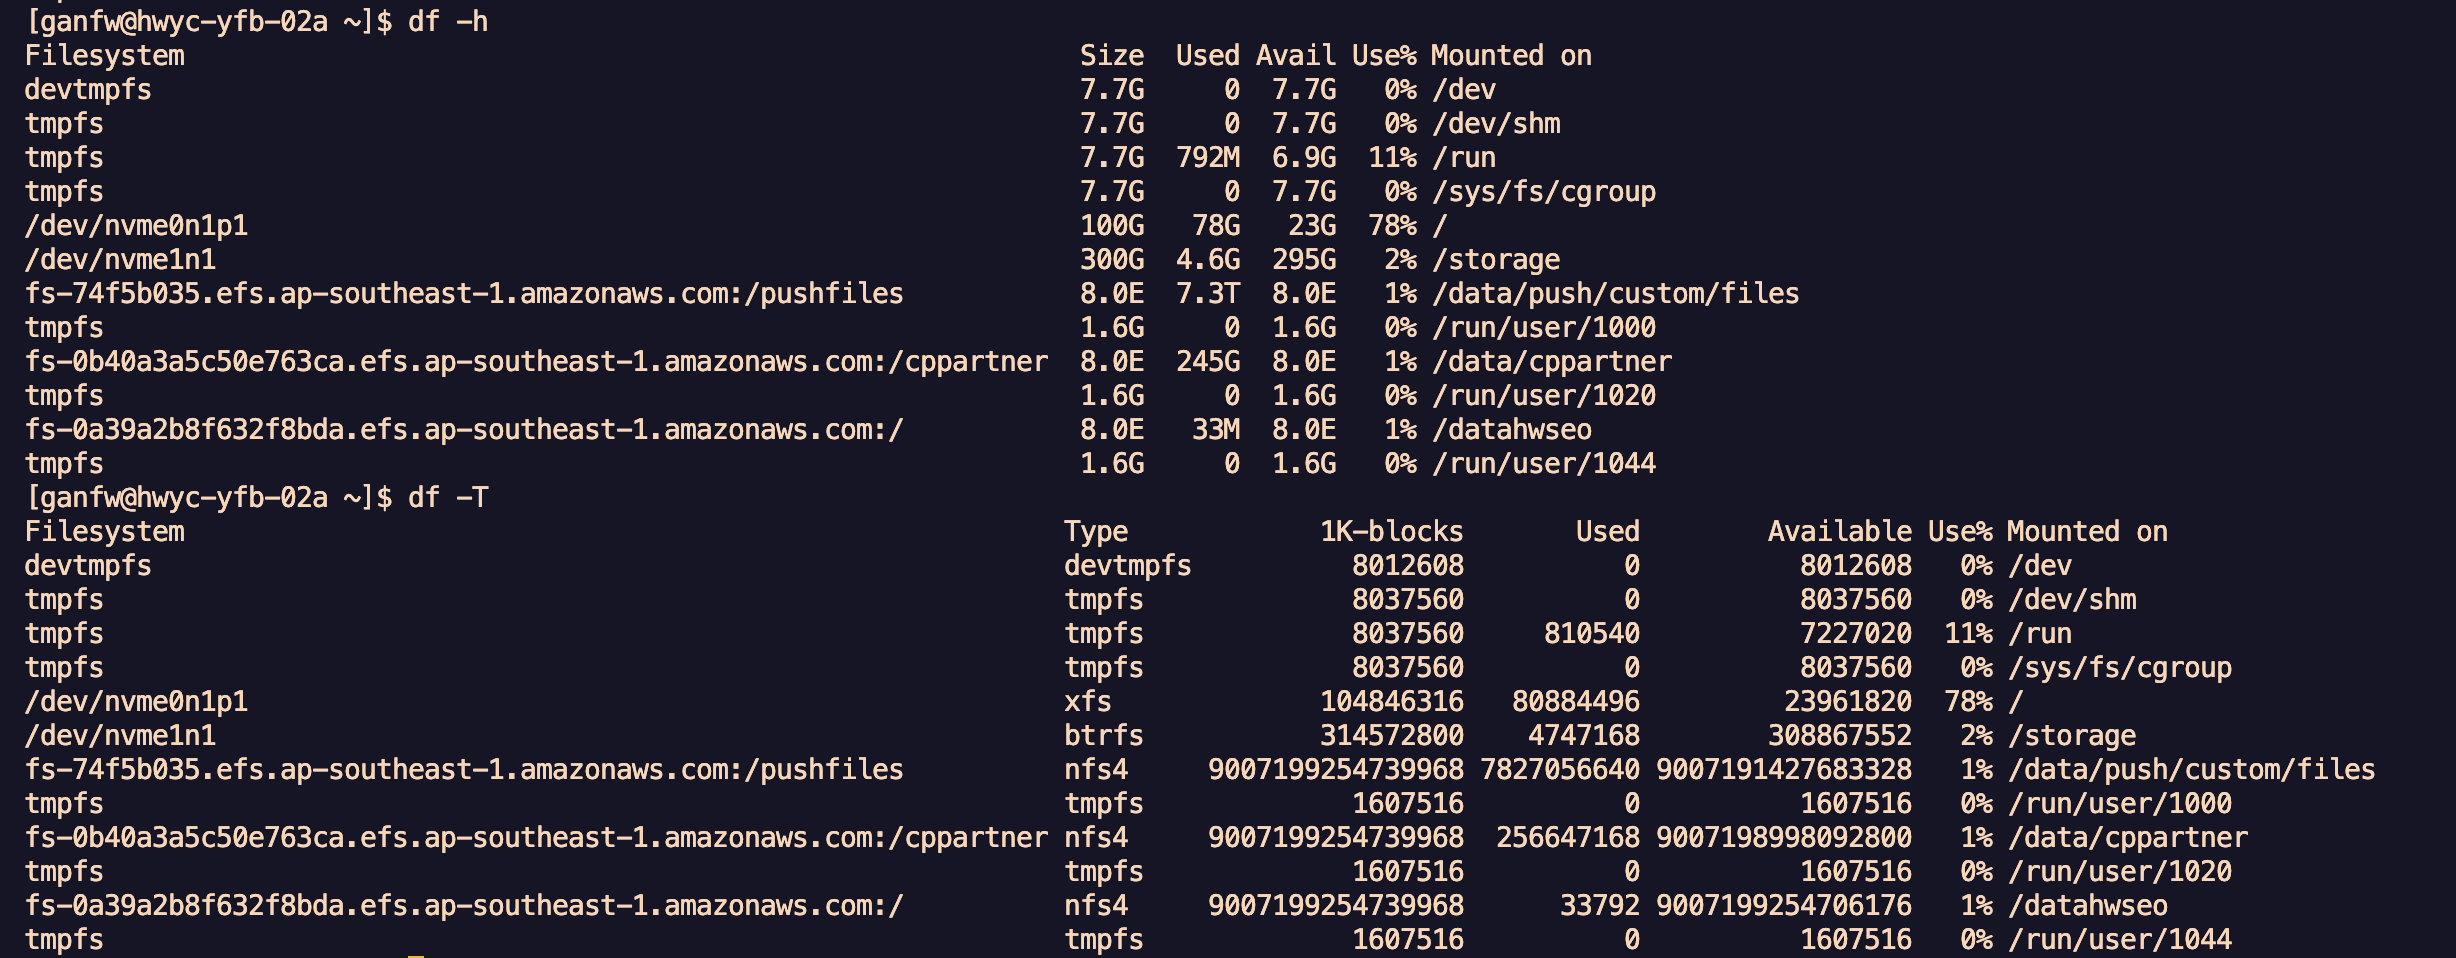 [ganfw@hwyc-yfb-02a ~]$ df -h
Filesystem                                          Size  Used Avail Use% Mounted on
devtmpfs                                            7.7G     0  7.7G   0% /dev
tmpfs                                               7.7G     0  7.7G   0% /dev/shm
tmpfs                                               7.7G  792M  6.9G  11% /run
tmpfs                                               7.7G     0  7.7G   0% /sys/fs/cgroup
/dev/nvme0n1p1                                      100G   78G   23G  78% /
/dev/nvme1n1                                        300G  4.6G  295G   2% /storage
fs-74f5b035.efs.ap-southeast-1.amazonaws.com:/pushfiles  8.0E  7.3T  8.0E   1% /data/push/custom/files
tmpfs                                               1.6G     0  1.6G   0% /run/user/1000
fs-0b40a3a5c50e763ca.efs.ap-southeast-1.amazonaws.com:/cppartner  8.0E  245G  8.0E   1% /data/cppartner
tmpfs                                               1.6G     0  1.6G   0% /run/user/1020
fs-0a39a2b8f632f8bda.efs.ap-southeast-1.amazonaws.com:/  8.0E   33M  8.0E   1% /datahwseo
tmpfs                                               1.6G     0  1.6G   0% /run/user/1044
[ganfw@hwyc-yfb-02a ~]$ df -T
Filesystem Type 1K-blocks Used Available Use% Mounted on
devtmpfs devtmpfs 8012608 0 8012608 0% /dev
tmpfs tmpfs 8037560 0 8037560 0% /dev/shm
tmpfs tmpfs 8037560 810540 7227020 11% /run
tmpfs tmpfs 8037560 0 8037560 0% /sys/fs/cgroup
/dev/nvme0n1p1 xfs 104846316 80884496 23961820 78% /
/dev/nvme1n1 btrfs 314572800 4747168 308867552 2% /storage
fs-74f5b035.efs.ap-southeast-1.amazonaws.com:/pushfiles nfs4 9007199254739968 7827056640 9007191427683328 1% /data/push/custom/files
tmpfs tmpfs 1607516 0 1607516 0% /run/user/1000
fs-0b40a3a5c50e763ca.efs.ap-southeast-1.amazonaws.com:/cppartner nfs4 9007199254739968 256647168 9007198998092800 1% /data/cppartner
tmpfs tmpfs 1607516 0 1607516 0% /run/user/1020
fs-0a39a2b8f632f8bda.efs.ap-southeast-1.amazonaws.com:/ nfs4 9007199254739968 33792 9007199254706176 1% /datahwseo
tmpfs tmpfs 1607516 0 1607516 0% /run/user/1044